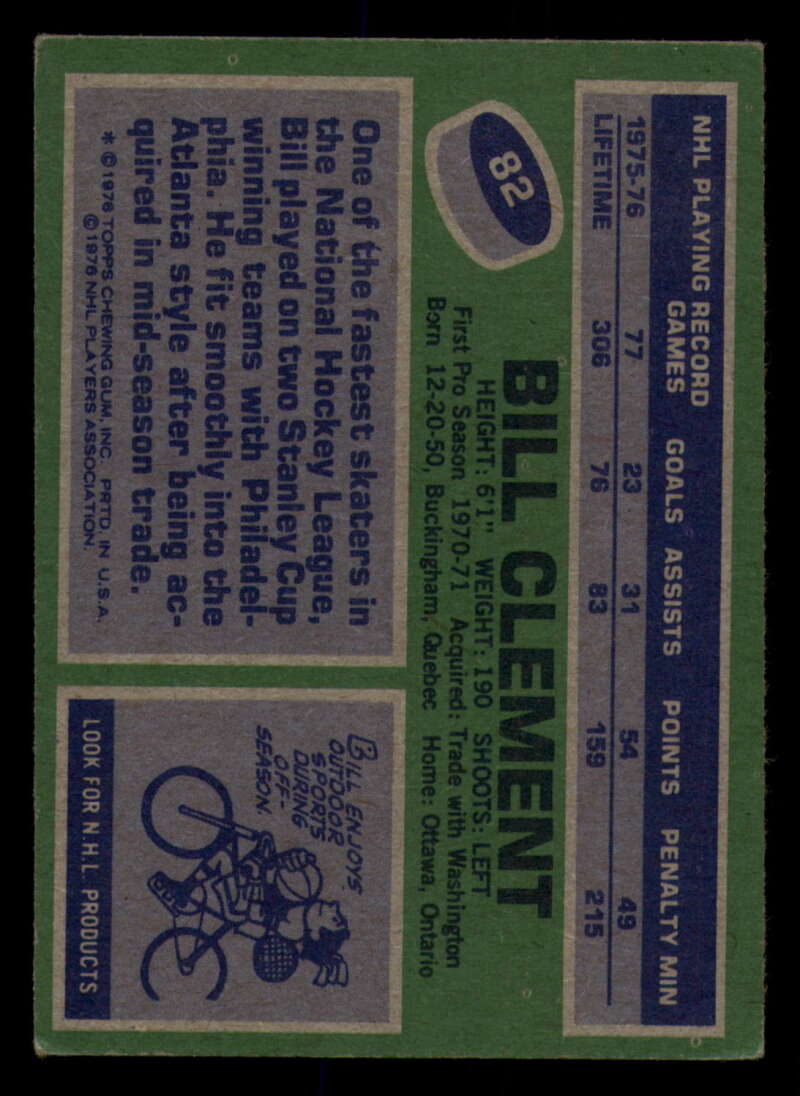 NHL PLAYING RECORD
GAMES GOALS ASSISTS POINTS PENALTY MIN
1975-76 77 23 31 54 49
LIFETIME 306 76 83 159 215
82
BILL CLEMENT
HEIGHT: 6'1" WEIGHT: 190 SHOOTS: LEFT
First Pro Season 1970-71 Acquired: Trade with Washington
Born 12-20-50, Buckingham, Quebec Home: Ottawa, Ontario
One of the fastest skaters in
the National Hockey League,
Bill played on two Stanley Cup
winning teams with Philadel-
phia. He fit smoothly into the
Atlanta style after being ac-
quired in mid-season trade.
* ©1976 TOPPS CHEWING GUM, INC. PRTD. IN U.S.A.
©1976 NHL PLAYERS ASSOCIATION.
BILL ENJOYS
OUTDOOR
SPORTS
DURING
OFF-
SEASON.
LOOK FOR N.H.L. PRODUCTS